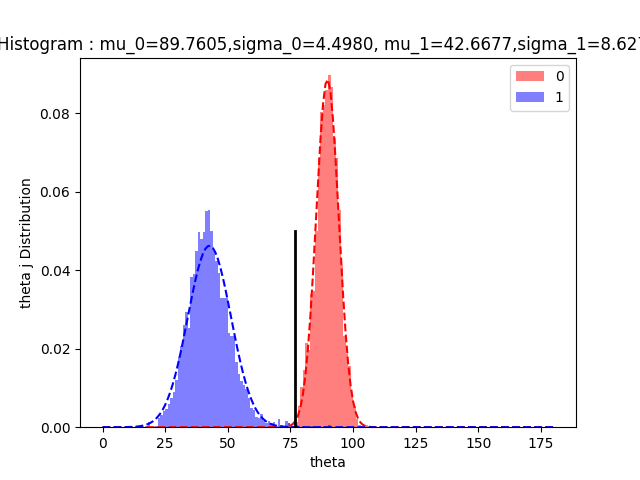 Histogram : mu_0=89.7605,sigma_0=4.4980, mu_1=42.6677,sigma_1=8.627
0
1
theta j Distribution
0.08
0.06
0.04
0.02
0.00
0 25 50 75 100 125 150 175
theta